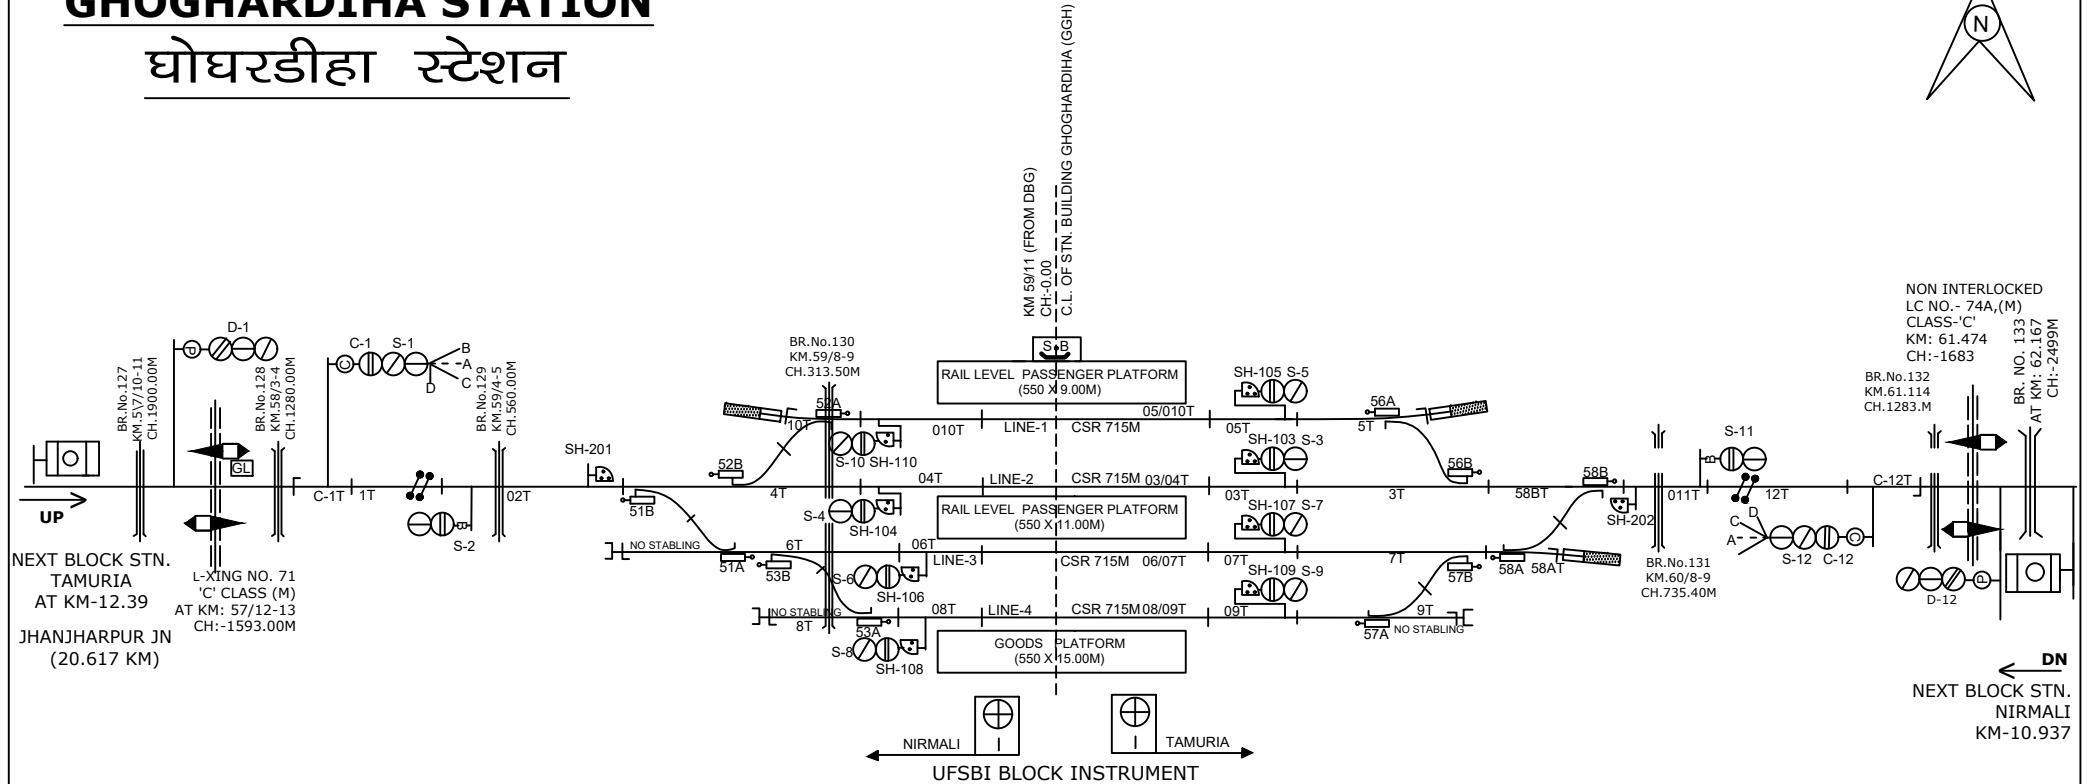 GHOGHARDIHA STATION
घोघरडीहा स्टेशन
N
KM 59/11 (FROM DBG)
CH:-0.00
C.L. OF STN. BUILDING GHOGHARDIHA (GGH)
D-1
P
BR.No.127
KM.5\7/10-11
CH.1900.00M
GL
BR.No.128
KM.58/3-4
CH.1280.00M
C-1 S-1
C
B
A
C
D
BR.No.129
KM.59/4-5
CH.560.00M
C-1T
1T
02T
B
S-2
UP
NEXT BLOCK STN.
TAMURIA
AT KM-12.39
JHANJHARPUR JN
(20.617 KM)
L-XING NO. 71
'C' CLASS (M)
AT KM: 57/12-13
CH:-1593.00M
SH-201
51B
52B
52A
10T
4T
BR.No.130
KM.59/8-9
CH.313.50M
S-10 SH-110
S-4
SH-104
NO STABLING
51A
53B
6T
S-6
SH-106
NO STABLING
8T
53A
S-8
SH-108
S B
RAIL LEVEL PASSENGER PLATFORM
(550 X 9.00M)
010T
LINE-1
CSR 715M
05/010T
05T
5T
04T
LINE-2
CSR 715M
03/04T
03T
3T
RAIL LEVEL PASSENGER PLATFORM
(550 X 11.00M)
06T
LINE-3
CSR 715M
06/07T
07T
7T
08T
LINE-4
CSR 715M
08/09T
09T
9T
GOODS PLATFORM
(550 X 15.00M)
SH-105 S-5
SH-103 S-3
SH-107 S-7
SH-109 S-9
56A
56B
57B
57A
NO STABLING
58B
58BT
58A
58AT
SH-202
BR.No.131
KM.60/8-9
CH.735.40M
011T
S-11
B
12T
C-12T
D
C
A
S-12 C-12
C
BR.No.132
KM.61.114
CH.1283.M
NON INTERLOCKED
LC NO.- 74A,(M)
CLASS-'C'
KM: 61.474
CH:-1683
BR. NO. 133
AT KM: 62.167
CH:-2499M
P
D-12
DN
NEXT BLOCK STN.
NIRMALI
KM-10.937
NIRMALI
TAMURIA
UFSBI BLOCK INSTRUMENT